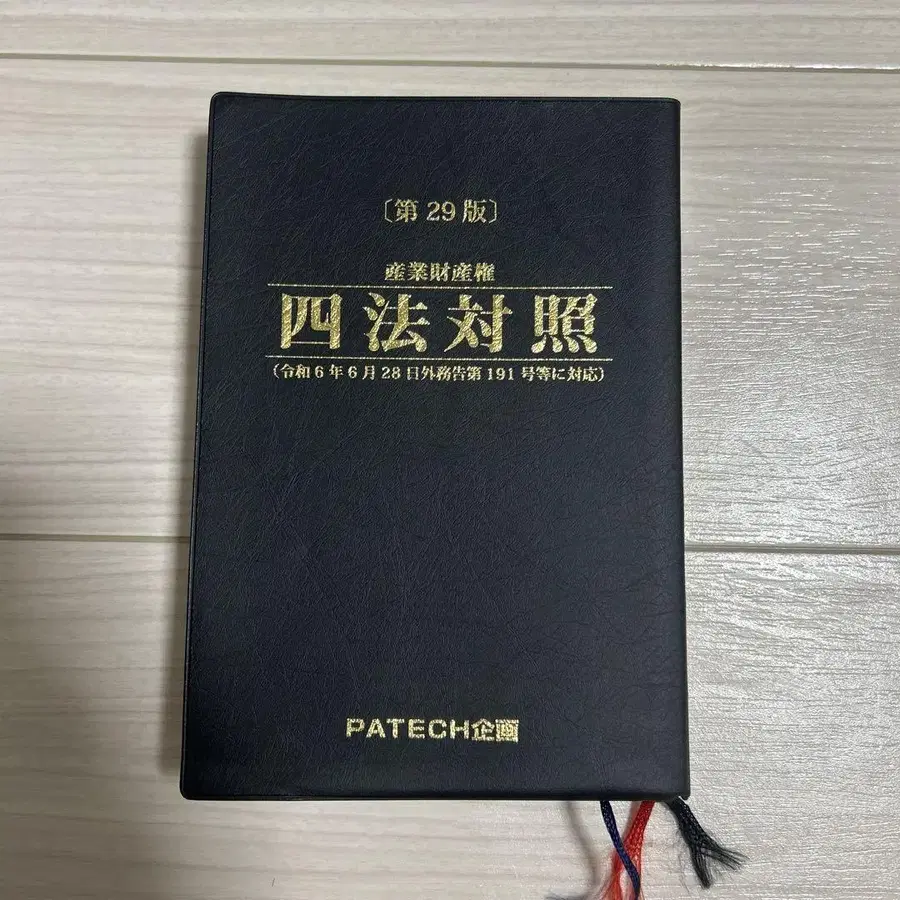 〔第29版〕
産業財産権
四法対照
(令和6年6月28日外務告第191号等に対応)
PATECH企画